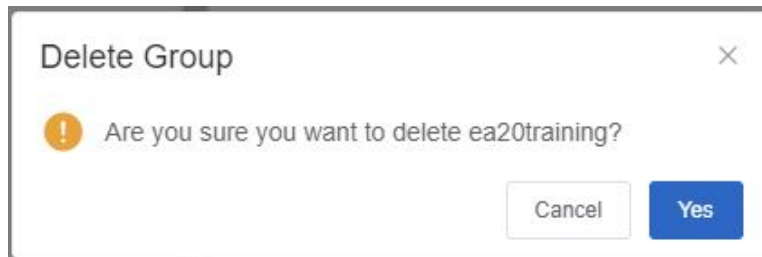 Delete Group
Are you sure you want to delete ea20training?
Cancel Yes